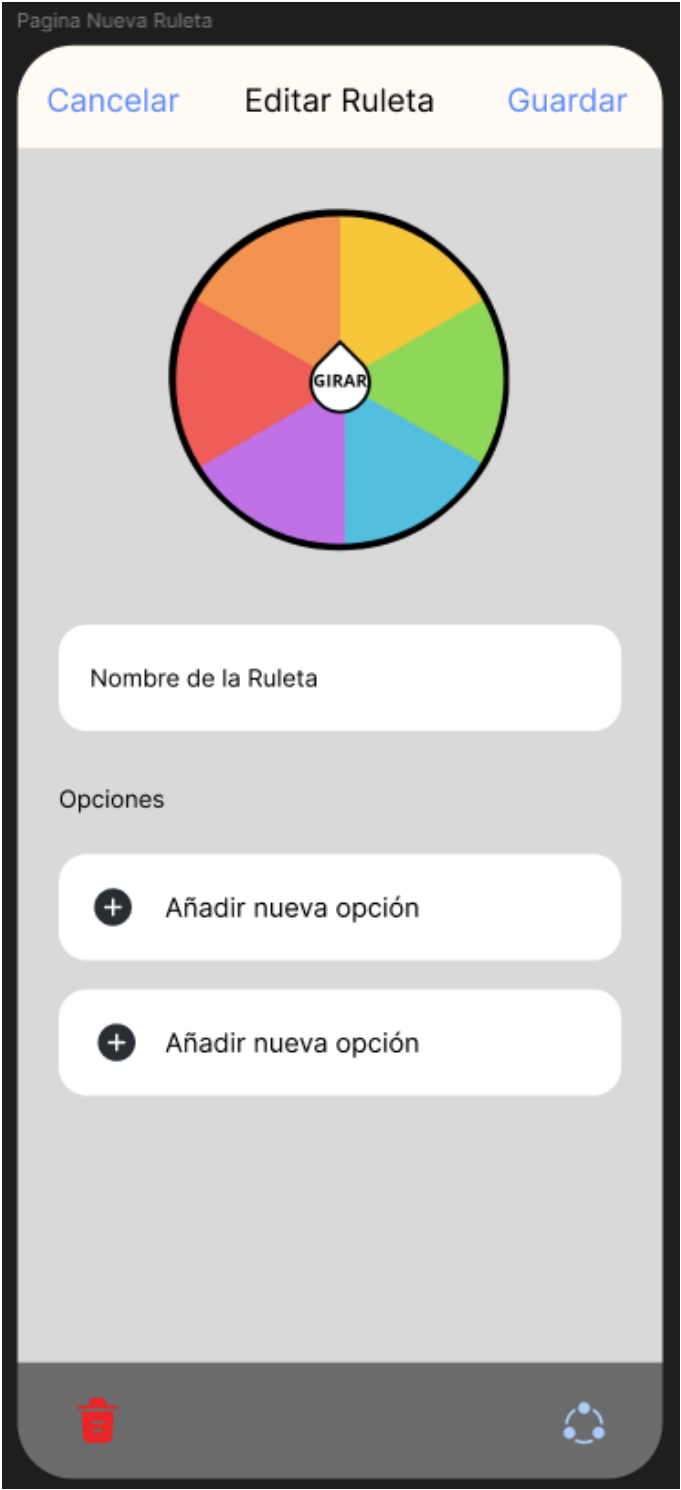 Pagina Nueva Ruleta
Cancelar Editar Ruleta Guardar
GIRAR
Nombre de la Ruleta
Opciones
Añadir nueva opción
Añadir nueva opción